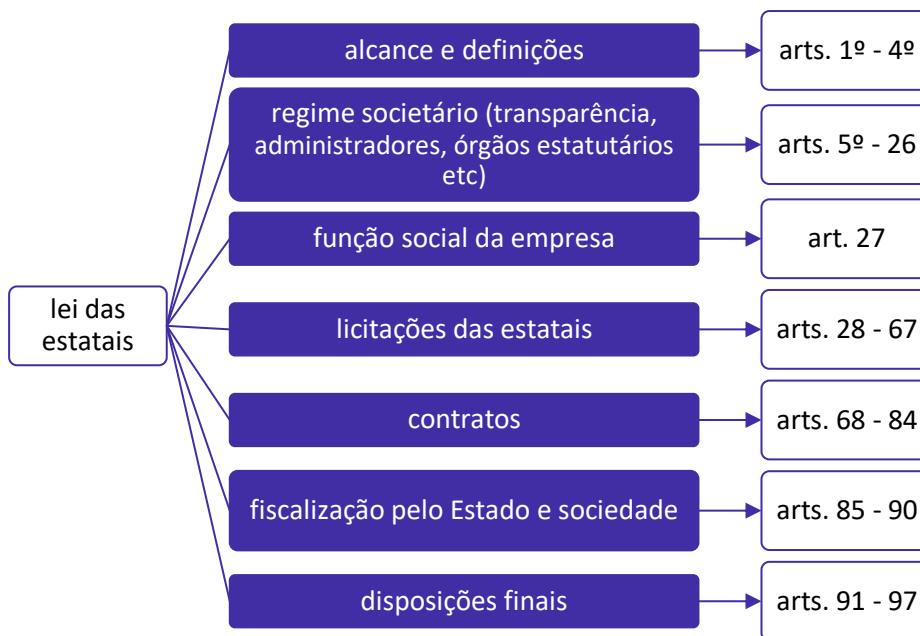 lei das
estatais
alcance e definições
arts. 1º - 4º
regime societário (transparência,
administradores, órgãos estatutários
etc)
arts. 5º - 26
função social da empresa
art. 27
licitações das estatais
arts. 28 - 67
contratos
arts. 68 - 84
fiscalização pelo Estado e sociedade
arts. 85 - 90
disposições finais
arts. 91 - 97